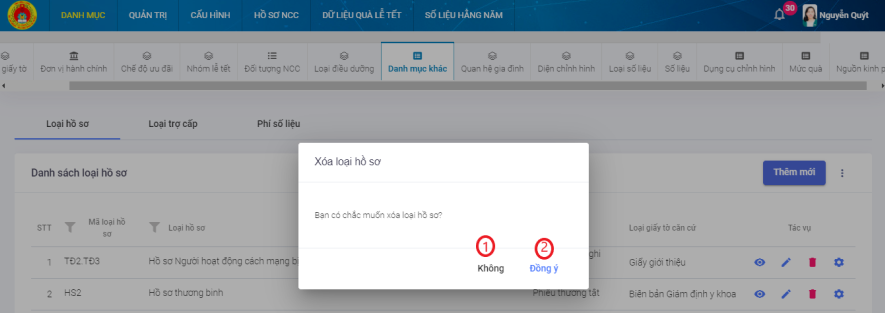 DANH MỤC QUẢN TRỊ CẤU HÌNH HỒ SƠ NCC DỮ LIỆU QUÀ LỄ TẾT SỐ LIỆU HẰNG NĂM 30 Nguyễn Quýt
giấy tờ Đơn vị hành chính Chế độ ưu đãi Nhóm lễ tết Đối tượng NCC Loại điều dưỡng Danh mục khác Quan hệ gia đình Diện chỉnh hình Loại số liệu Số liệu Dụng cụ chỉnh hình Mức quà Nguồn kinh p
Loại hồ sơ Loại trợ cấp Phí số liệu
Xóa loại hồ sơ
Danh sách loại hồ sơ Thêm mới
Bạn có chắc muốn xóa loại hồ sơ?
STT Mã loại hồ sơ Loại hồ sơ Loại giấy tờ căn cứ Tác vụ
1 2
Không Đồng ý
1 TĐ2.TĐ3 Hồ sơ Người hoạt động cách mạng b ghi Giấy giới thiệu
2 HS2 Hồ sơ thương binh Phiếu thương tật Biên bản Giám định y khoa